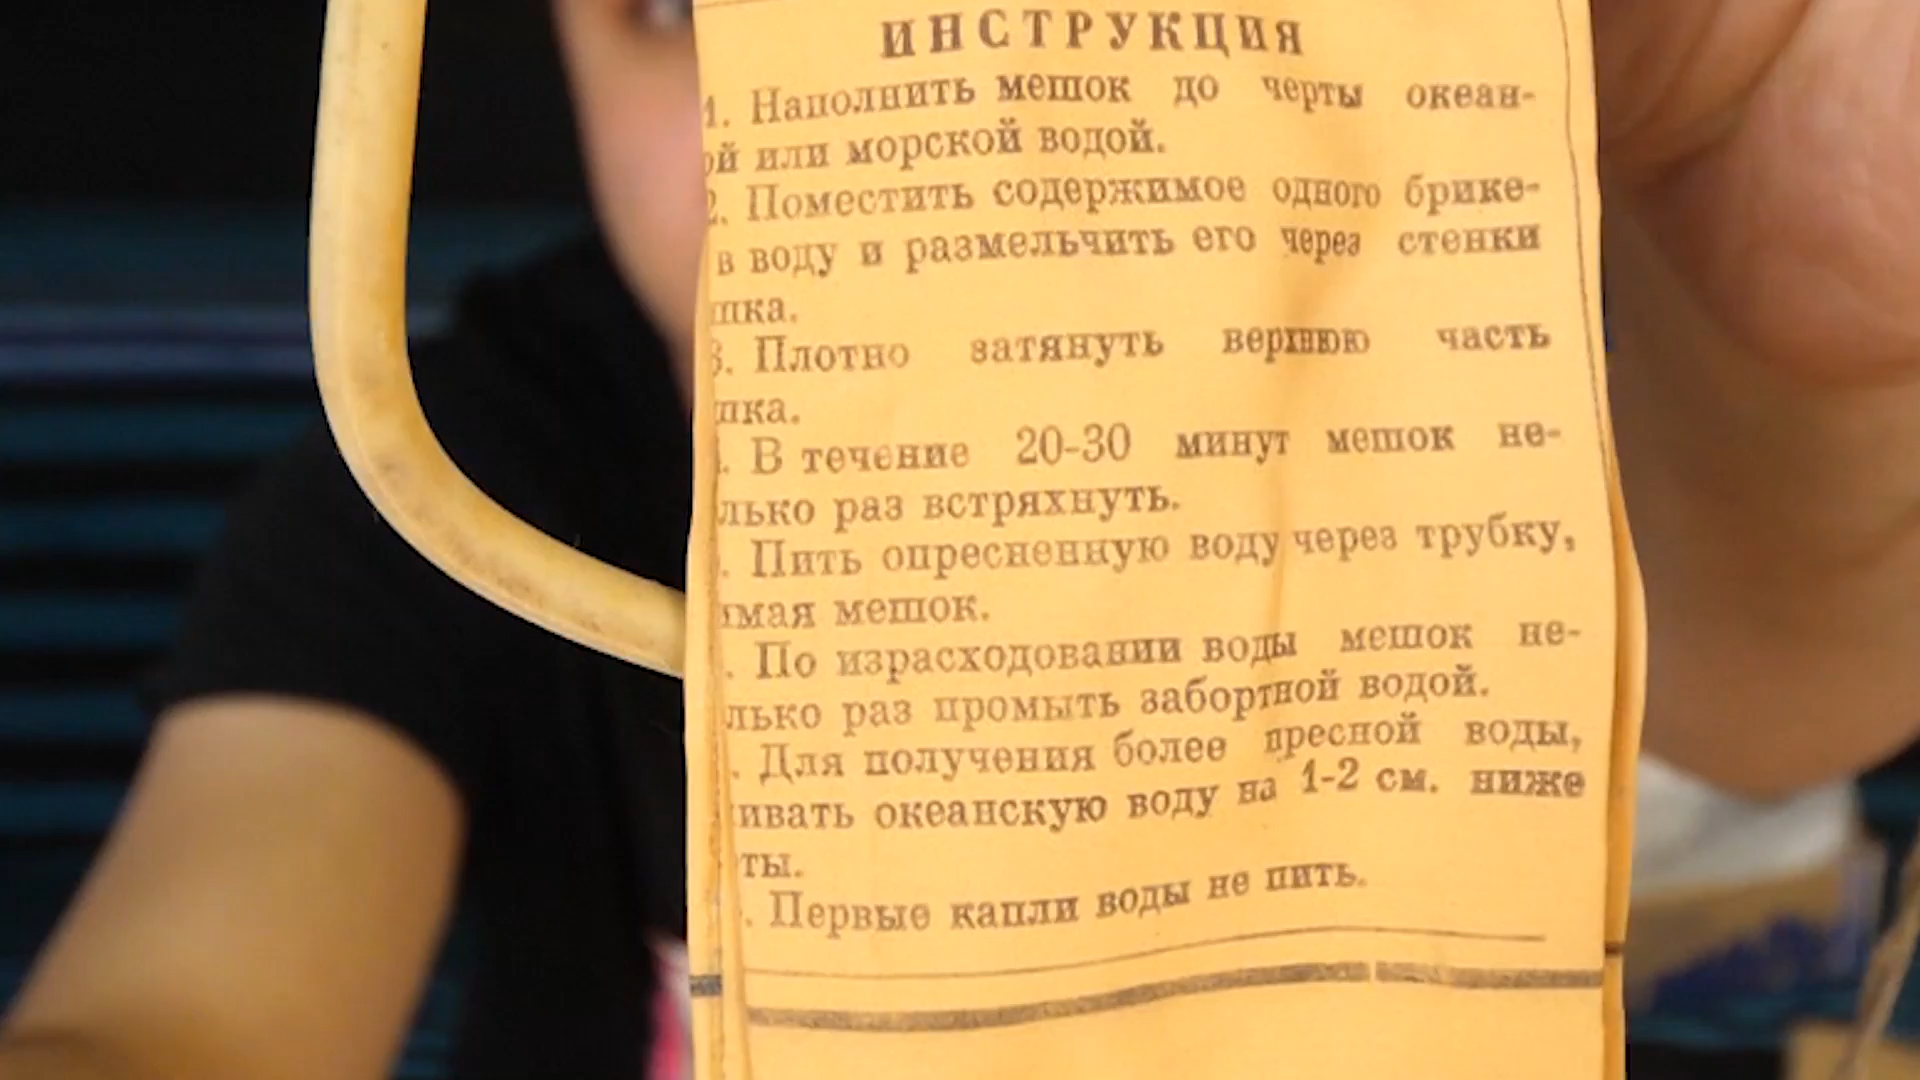 ИНСТРУКЦИЯ
1. Наполнить мешок до черты океан-
ой или морской водой.
2. Поместить содержимое одного брике-
в воду и размельчить его через стенки
шка.
3. Плотно затянуть верхнюю часть
шка.
. В течение 20-30 минут мешок не-
лько раз встряхнуть.
. Пить опресненную воду через трубку,
имая мешок.
. По израсходовании воды мешок не-
лько раз промыть забортной водой.
. Для получения более пресной воды,
ивать океанскую воду на 1-2 см. ниже
ты.
. Первые капли воды не пить.